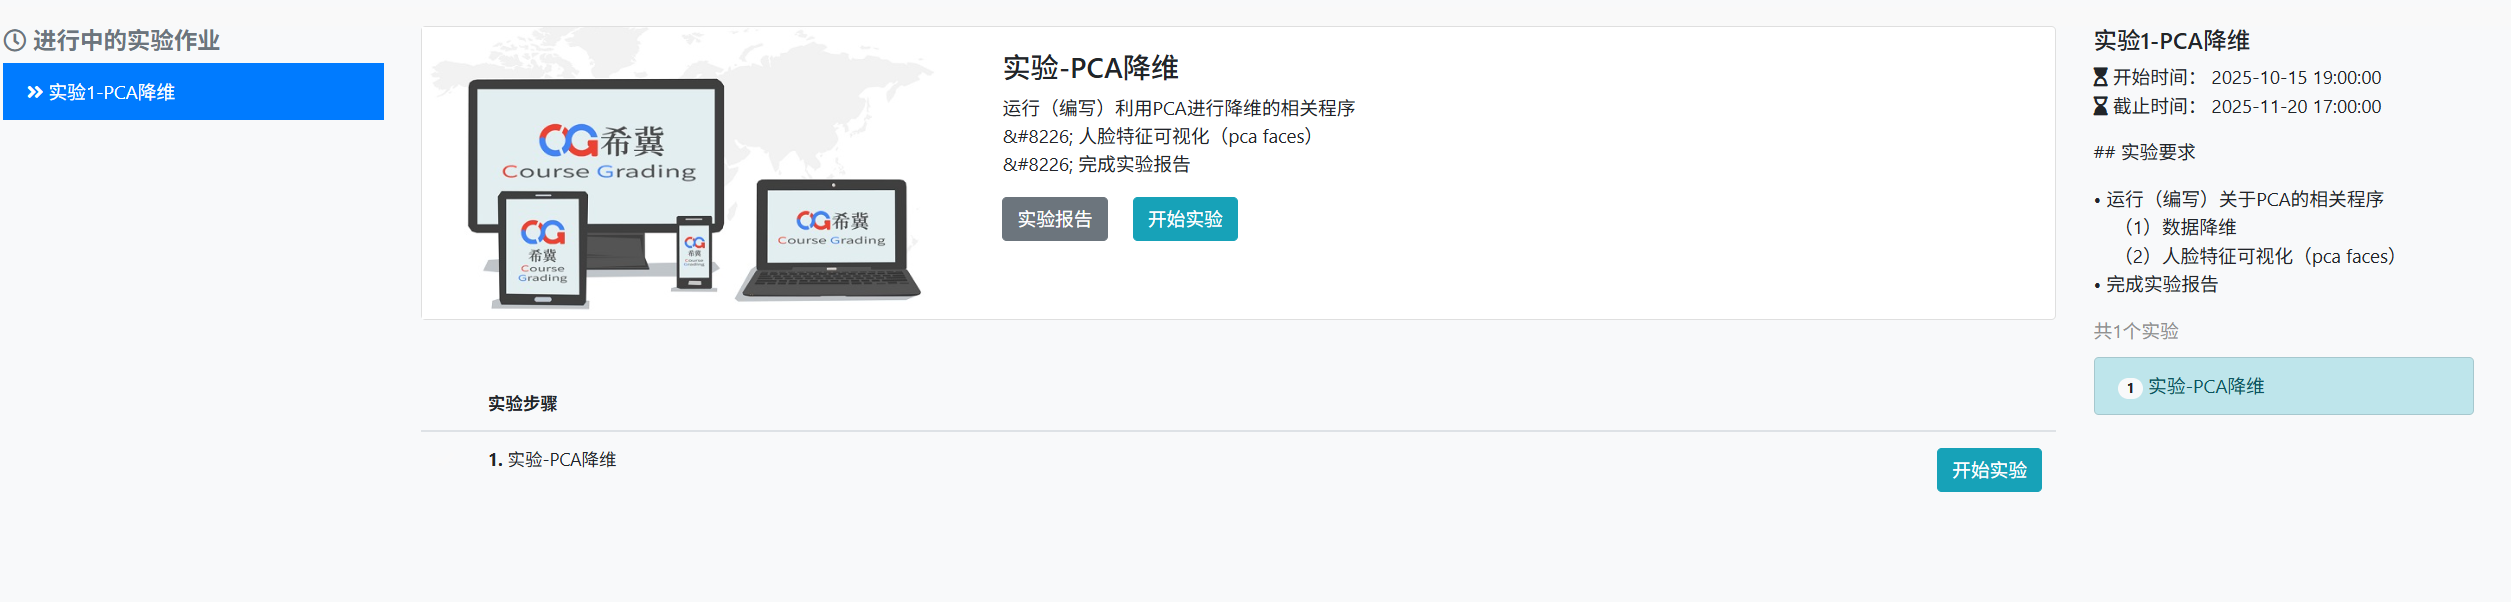 进行中的实验作业
实验1-PCA降维
希冀
Course Grading
希冀
Course
Grading
希冀
Course
Grading
希冀
Course Grading
实验-PCA降维
运行（编写）利用PCA进行降维的相关程序
&#8226; 人脸特征可视化（pca faces）
&#8226; 完成实验报告
实验报告
开始实验
实验步骤
1. 实验-PCA降维
开始实验
实验1-PCA降维
开始时间： 2025-10-15 19:00:00
截止时间： 2025-11-20 17:00:00
## 实验要求
• 运行（编写）关于PCA的相关程序
（1）数据降维
（2）人脸特征可视化（pca faces）
• 完成实验报告
共1个实验
1 实验-PCA降维